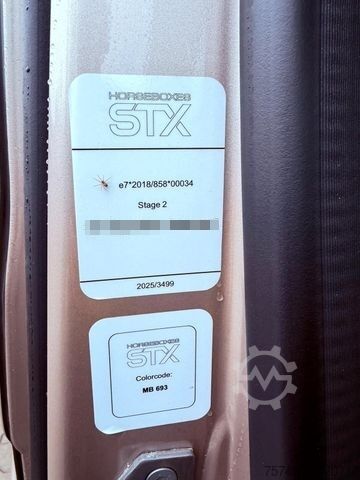 HORSEBOXES
STX
e7*2018/858*00034
Stage 2
2025/3499
HORSEBOXES
STX
Colorcode:
MB 693